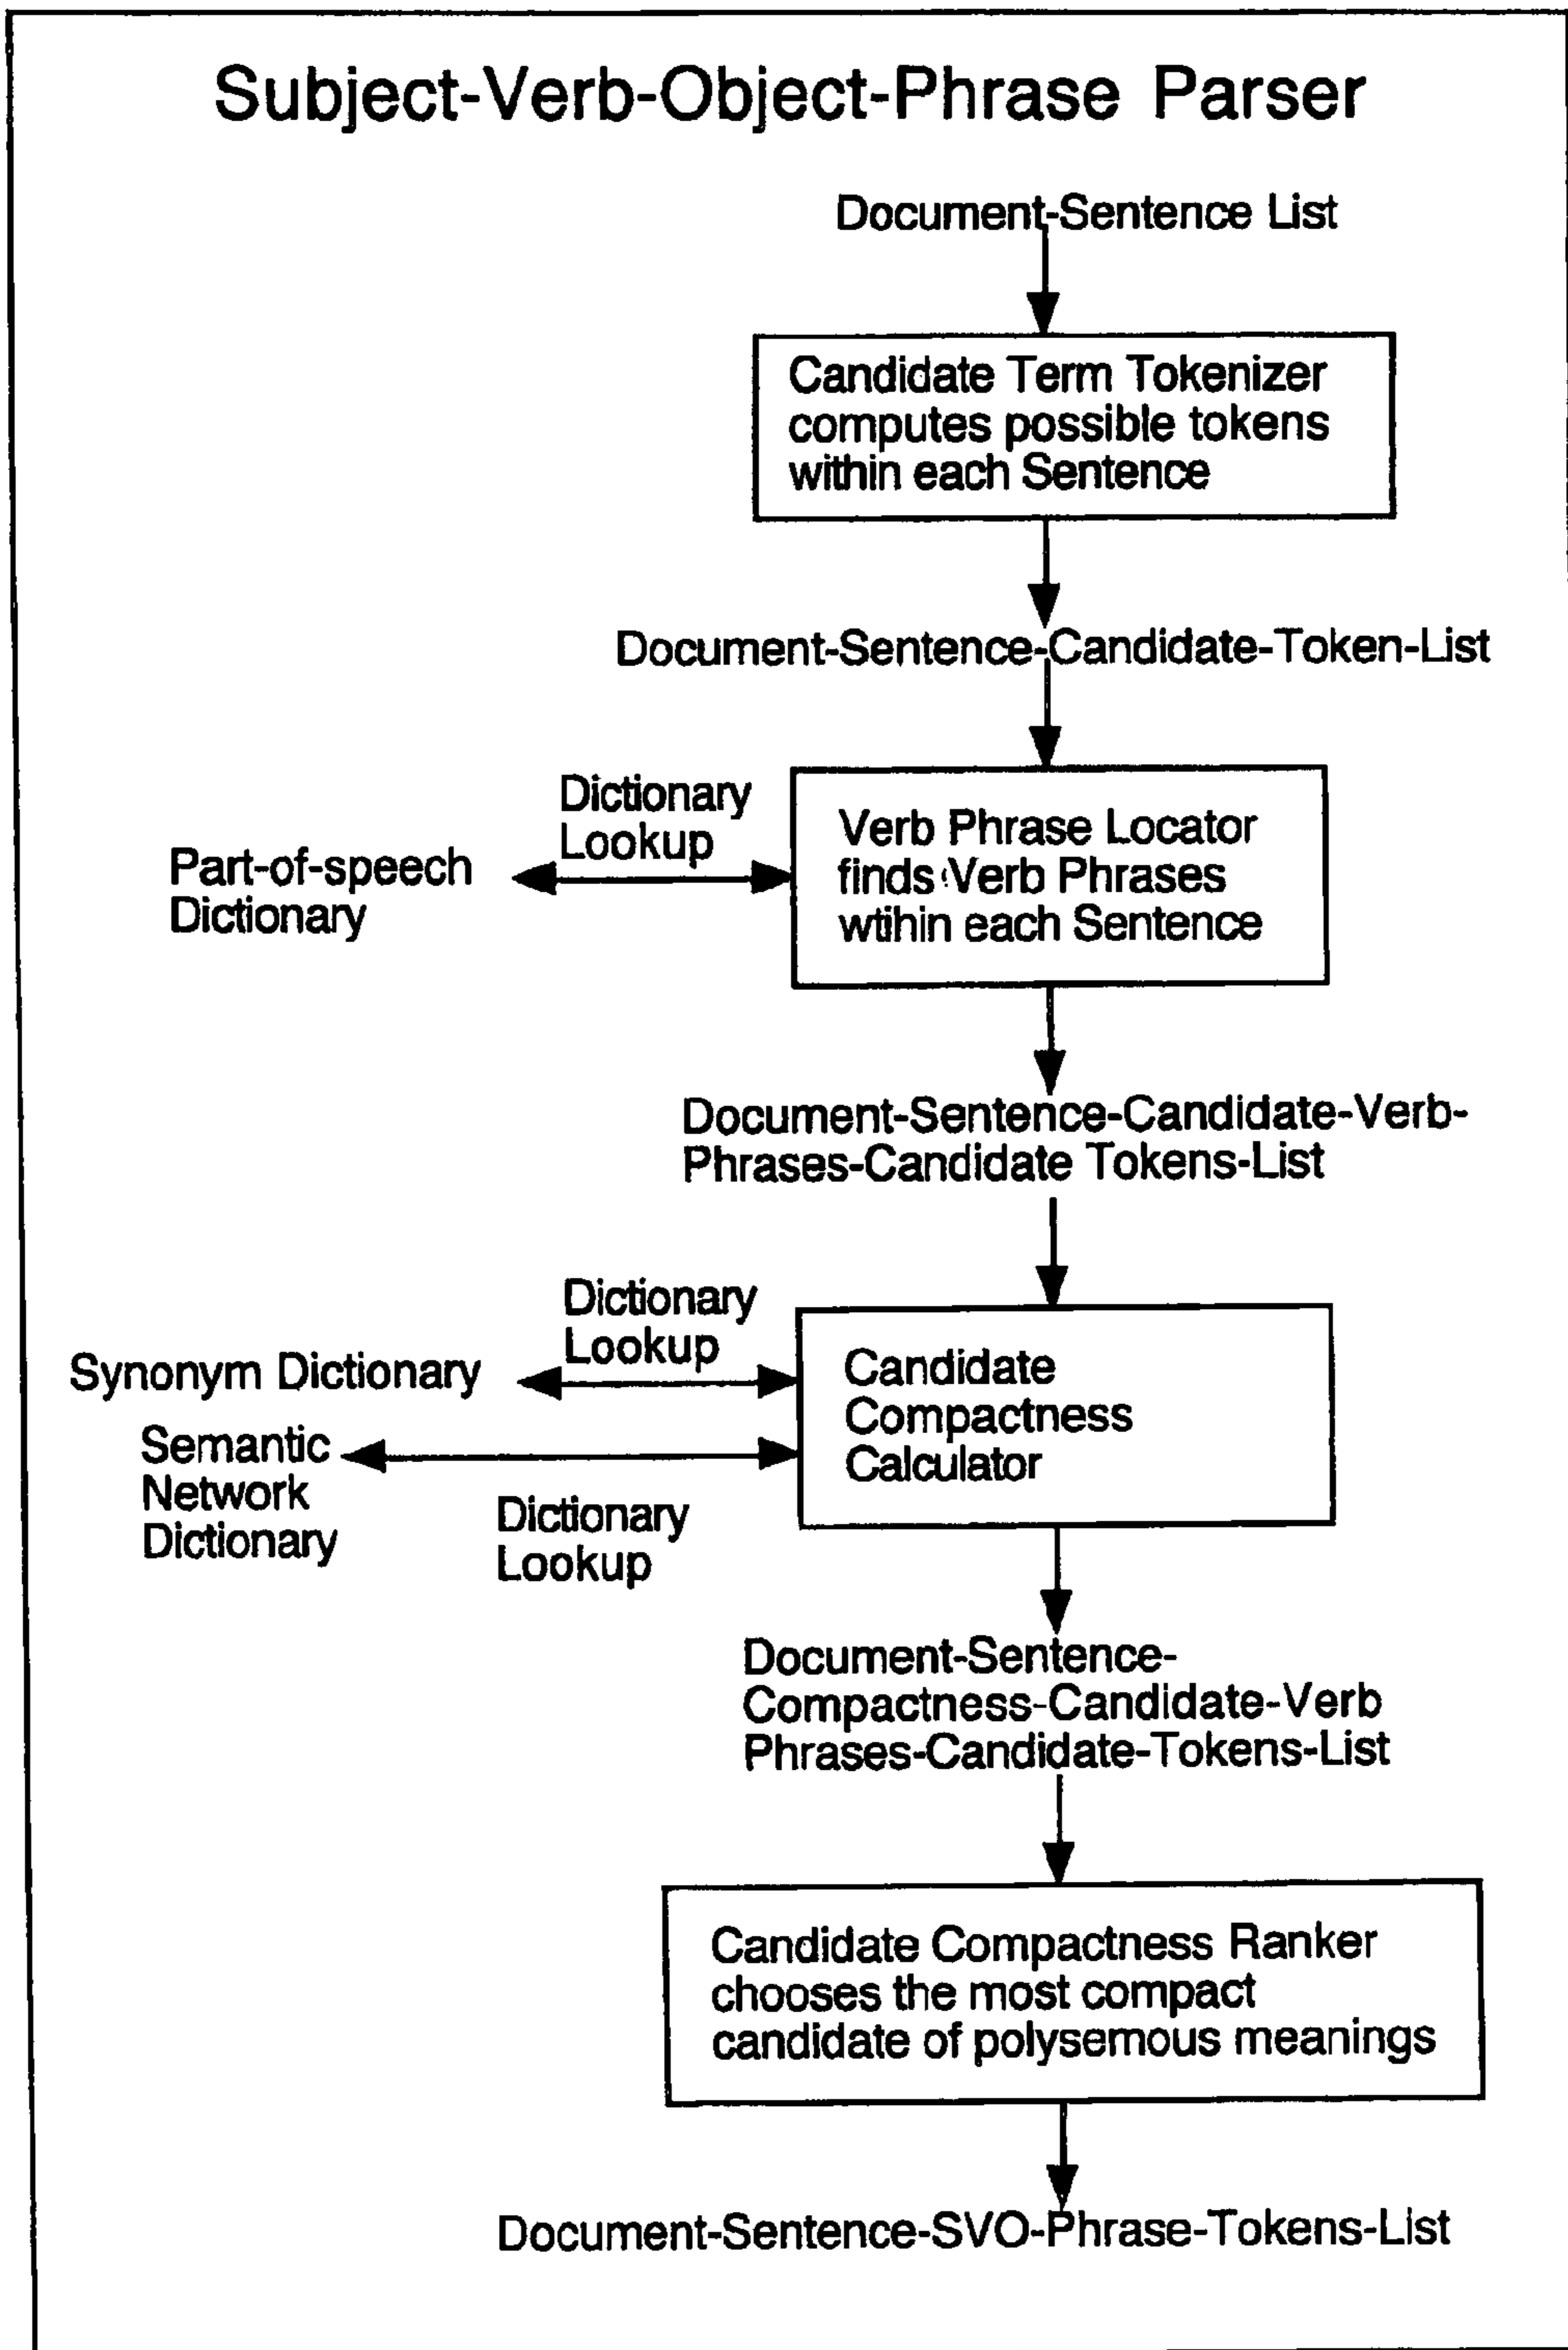 Subject-Verb-Object-Phrase Parser
Document-Sentence List
Candidate Term Tokenizer
computes possible tokens
within each Sentence
Document-Sentence-Candidate-Token-List
Dictionary
Lookup
Part-of-speech
Dictionary
Verb Phrase Locator
finds Verb Phrases
wtihin each Sentence
Document-Sentence-Candidate-Verb-
Phrases-Candidate Tokens-List
Dictionary
Lookup
Synonym Dictionary
Semantic
Network
Dictionary
Dictionary
Lookup
Candidate
Compactness
Calculator
Document-Sentence-
Compactness-Candidate-Verb
Phrases-Candidate-Tokens-List
Candidate Compactness Ranker
chooses the most compact
candidate of polysemous meanings
Document-Sentence-SVO-Phrase-Tokens-List